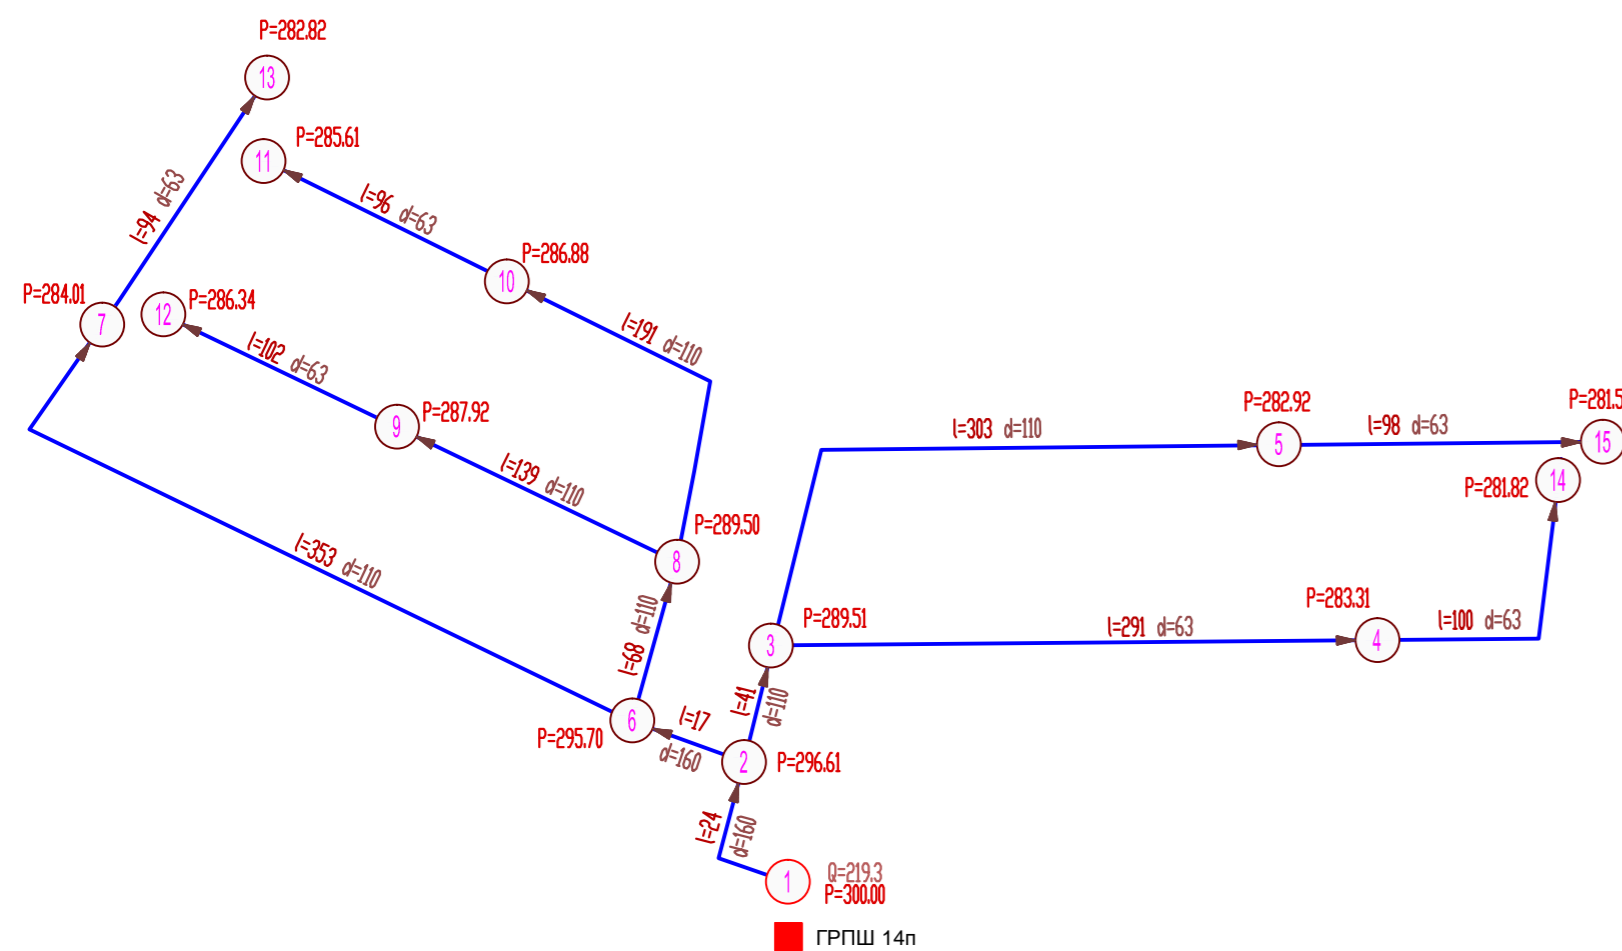 P=282.82
13
P=285.61
11
l=94 d=63
l=96 d=63
P=286.88
10
P=284.01
7
12
P=286.34
l=102 d=63
l=191 d=110
P=287.92
9
l=139 d=110
P=282.92
l=303 d=110
5
l=98 d=63
P=281.5
15
14
P=281.82
P=289.50
8
l=353 d=110
l=68 d=110
P=289.51
3
P=283.31
l=291 d=63
4
l=100 d=63
6
P=295.70
l=17
d=160
l=41
d=110
2
P=296.61
l=24
d=160
1
Q=219.3
P=300.00
ГРПШ 14п